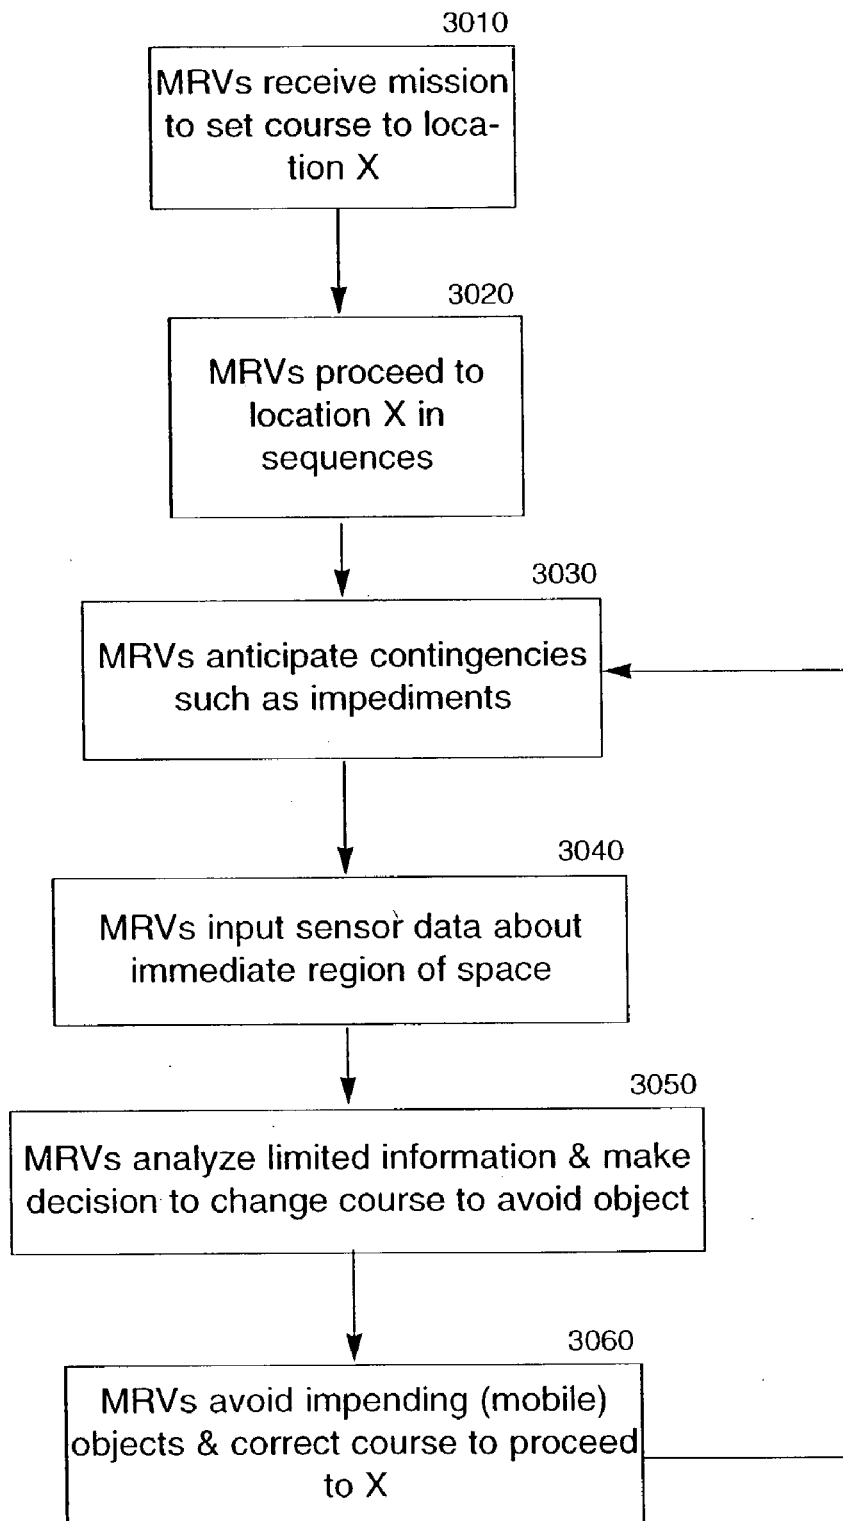 3010
MRVs receive mission
to set course to loca-
tion X
3020
MRVs proceed to
location X in
sequences
3030
MRVs anticipate contingencies
such as impediments
3040
MRVs input sensor data about
immediate region of space
3050
MRVs analyze limited information & make
decision to change course to avoid object
3060
MRVs avoid impending (mobile)
objects & correct course to proceed
to X